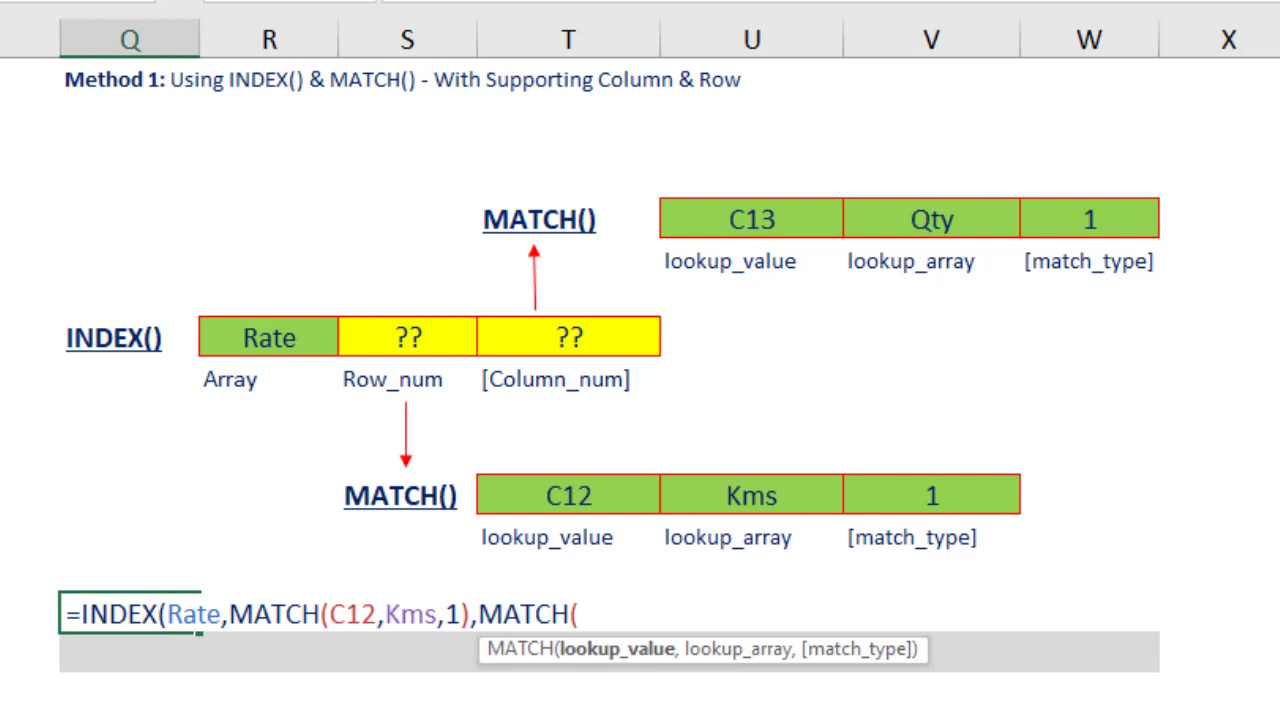 Q R S T U V W X
Method 1: Using INDEX() & MATCH() - With Supporting Column & Row
MATCH() C13 Qty 1
lookup_value lookup_array [match_type]
INDEX() Rate ?? ??
Array Row_num [Column_num]
MATCH() C12 Kms 1
lookup_value lookup_array [match_type]
=INDEX(Rate,MATCH(C12,Kms,1),MATCH(
MATCH(lookup_value, lookup_array, [match_type])